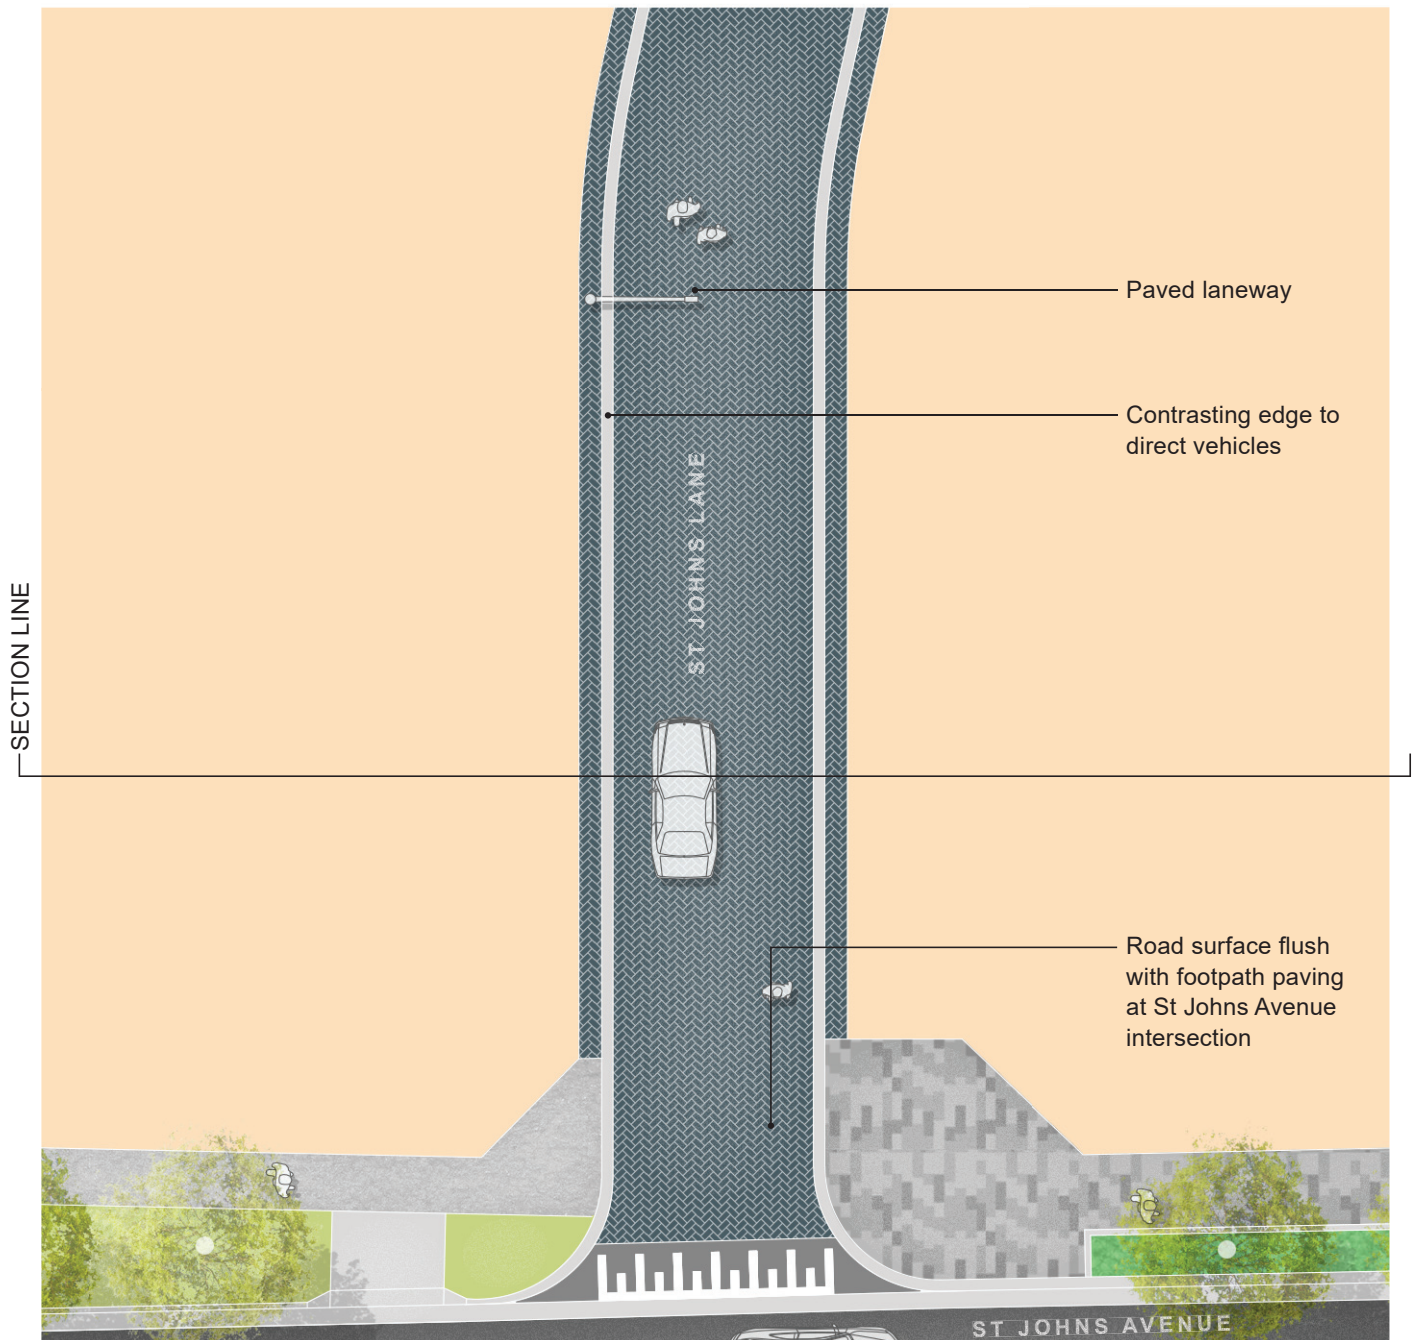 Paved laneway
Contrasting edge to
direct vehicles
ST JOHNS LANE
SECTION LINE
Road surface flush
with footpath paving
at St Johns Avenue
intersection
ST JOHNS AVENUE